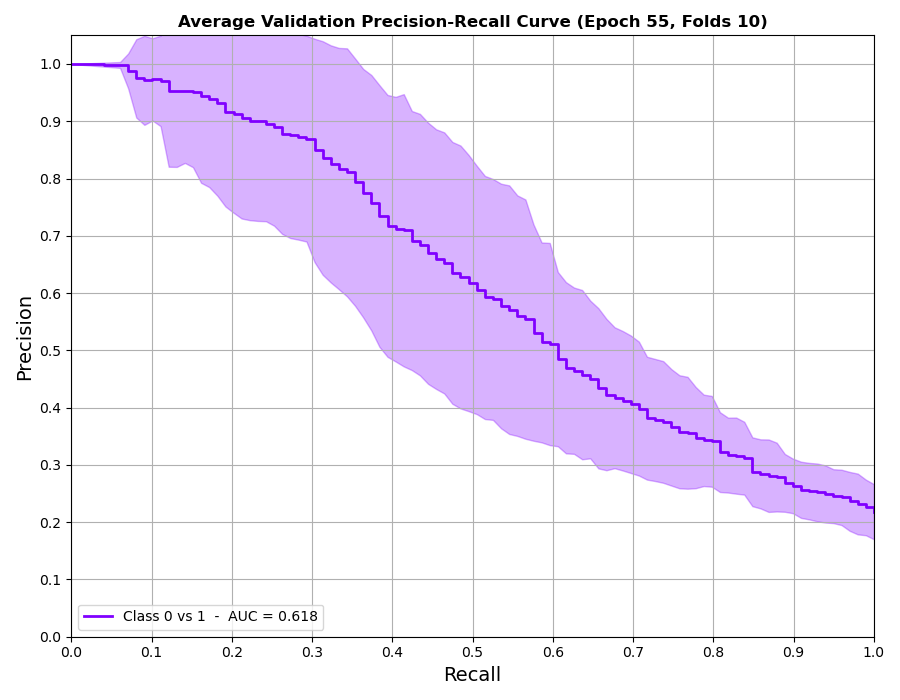 Average Validation Precision-Recall Curve (Epoch 55, Folds 10)
1.0
0.9
0.8
0.7
0.6
0.5
0.4
0.3
0.2
0.1
0.0
Precision
Class 0 vs 1 - AUC = 0.618
0.0 0.1 0.2 0.3 0.4 0.5 0.6 0.7 0.8 0.9 1.0
Recall